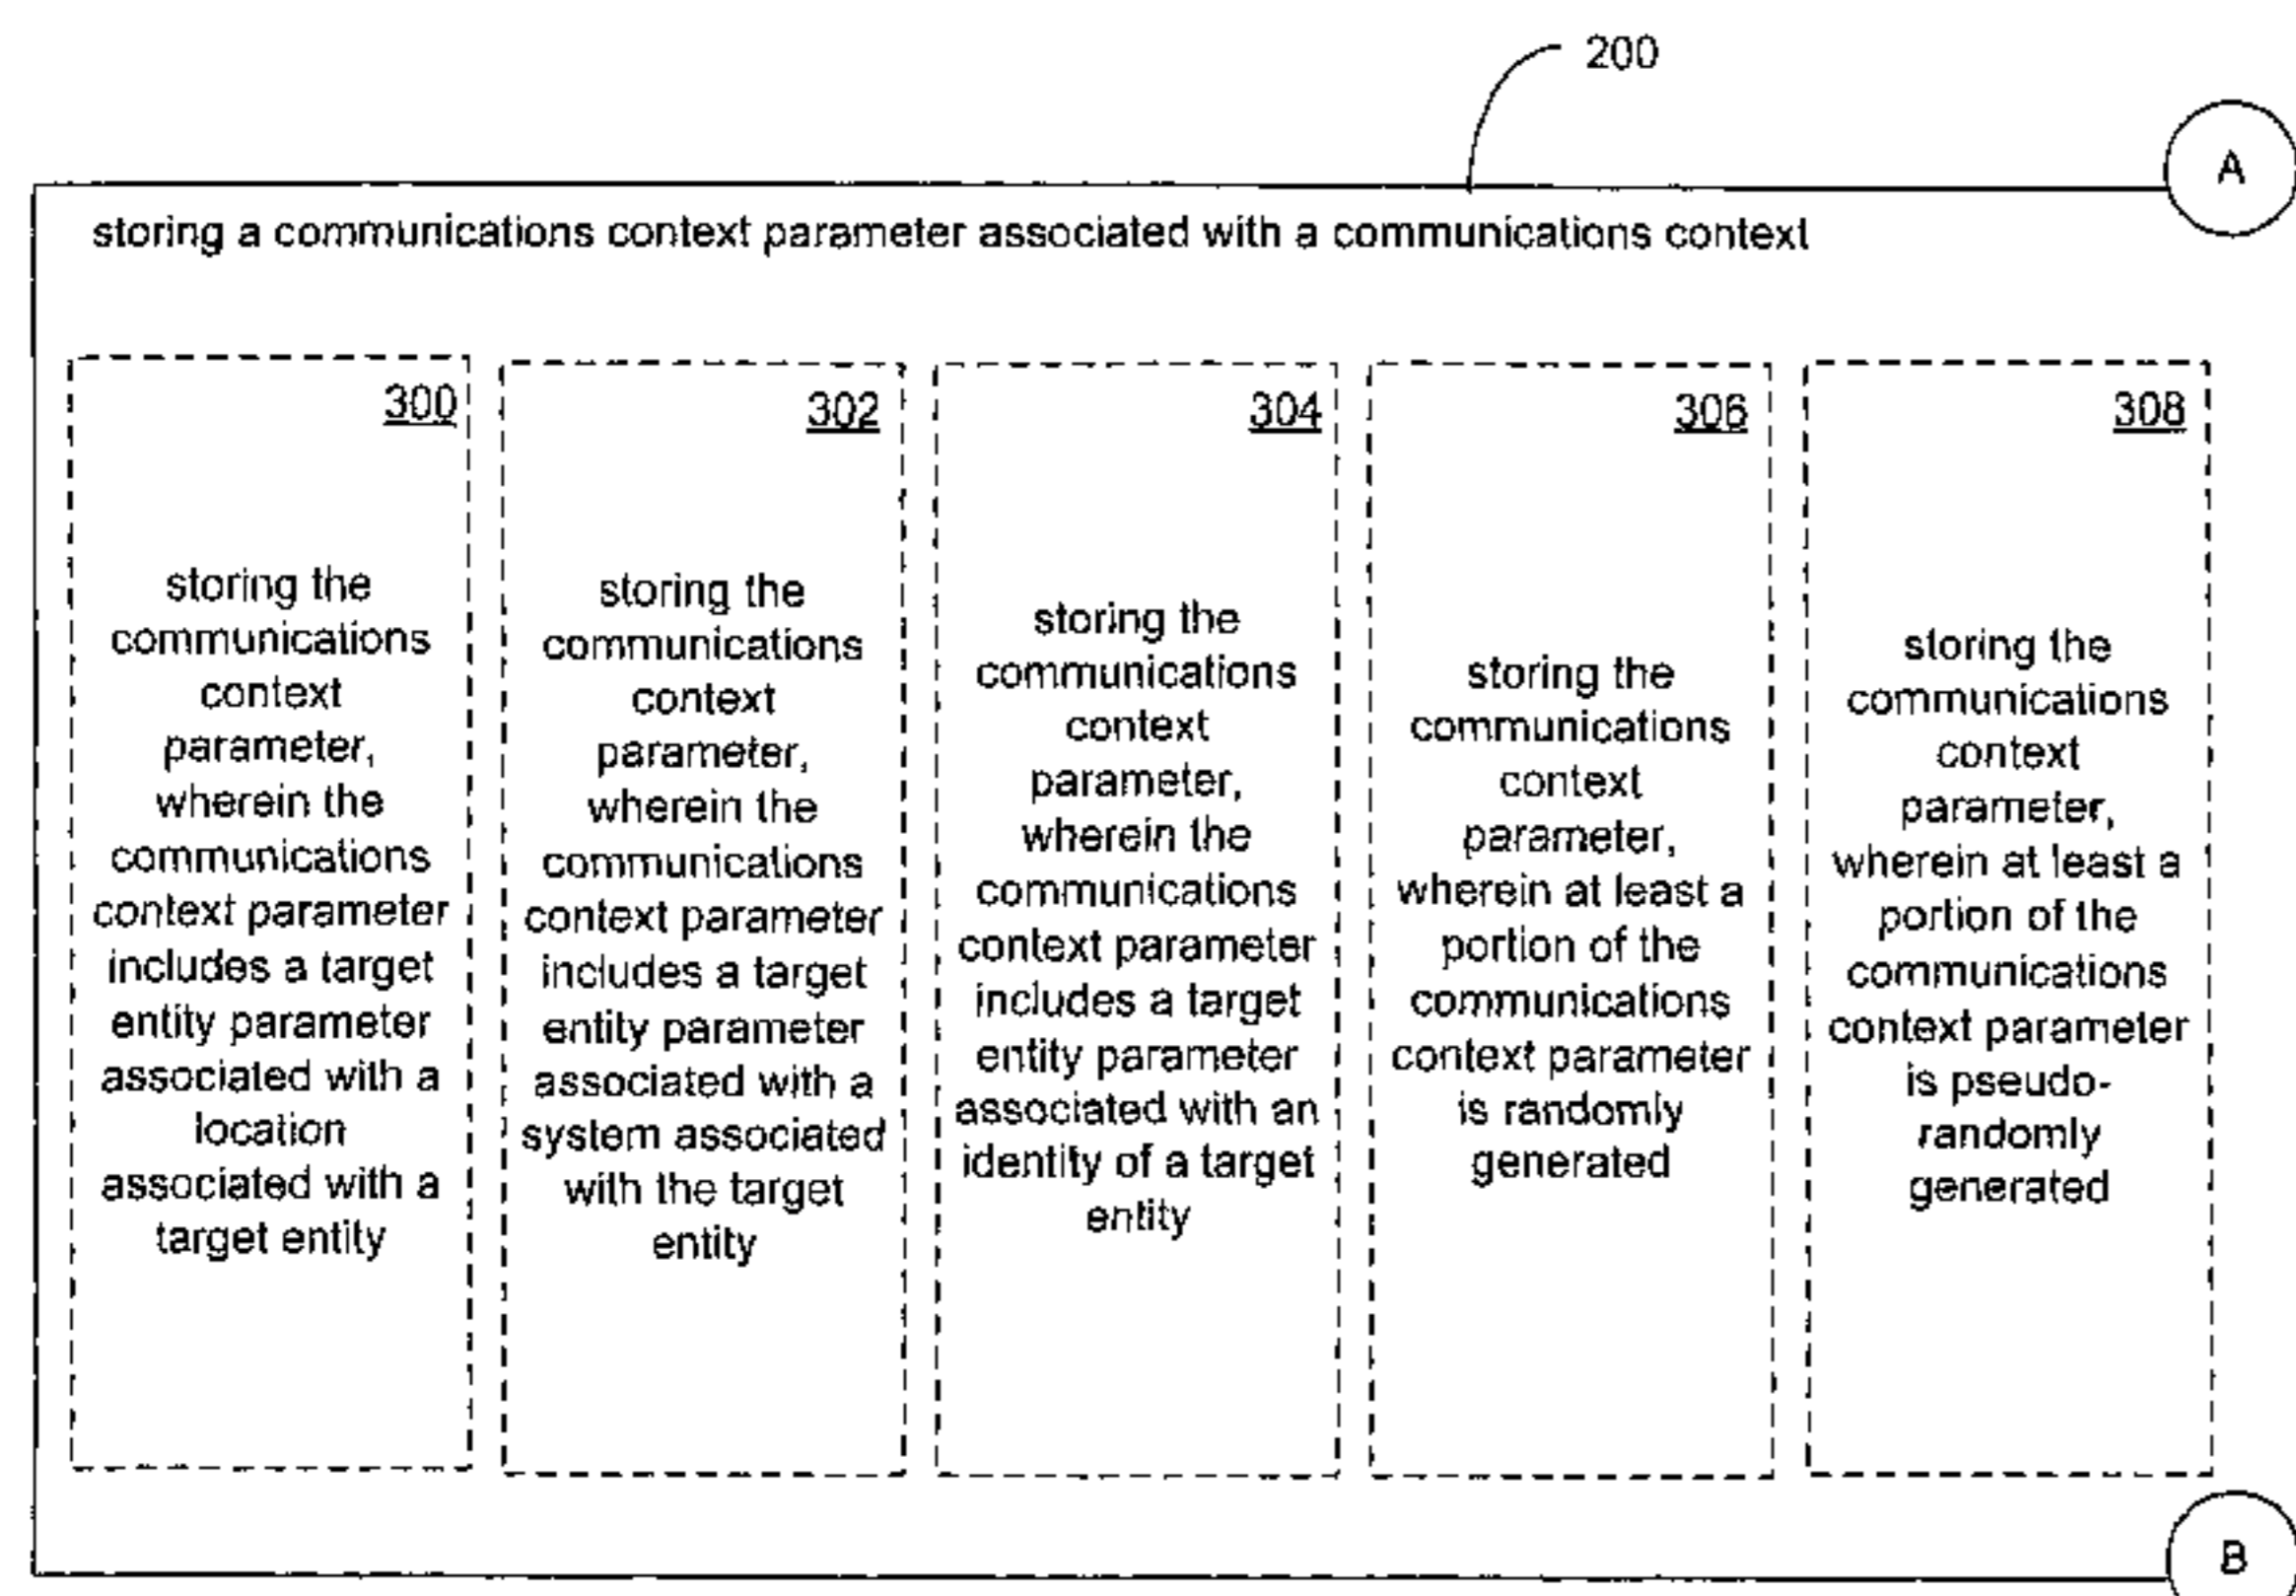 200
A
storing a communications context parameter associated with a communications context
300
storing the
communications
context
parameter,
wherein the
communications
context parameter
includes a target
entity parameter
associated with a
location
associated with a
target entity
302
storing the
communications
context
parameter,
wherein the
communications
context parameter
includes a target
entity parameter
associated with a
system associated
with the target
entity
304
storing the
communications
context
parameter,
wherein the
communications
context parameter
includes a target
entity parameter
associated with an
identity of a target
entity
306
storing the
communications
context
parameter,
wherein at least a
portion of the
communications
context parameter
is randomly
generated
308
storing the
communications
context
parameter,
wherein at least a
portion of the
communications
context parameter
is pseudo-
randomly
generated
B